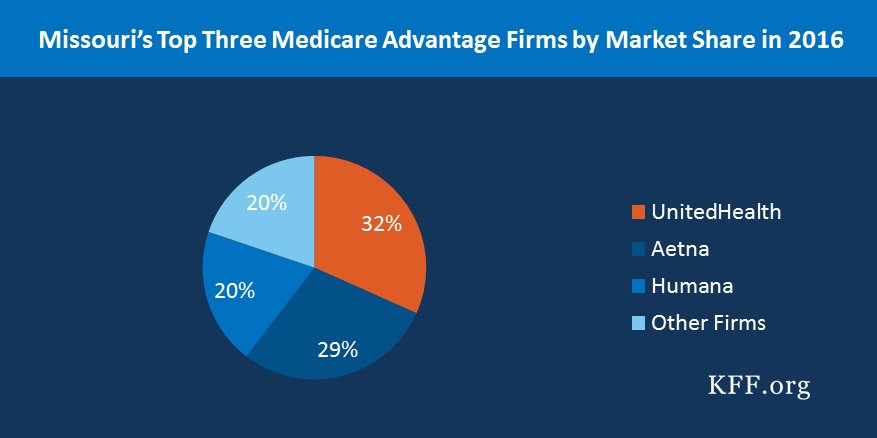 Missouri's Top Three Medicare Advantage Firms by Market Share in 2016
20%
32%
20%
29%
UnitedHealth
Aetna
Humana
Other Firms
KFF.org